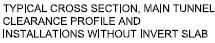 TYPICAL CROSS SECTION, MAIN TUNNEL
CLEARANCE PROFILE AND
INSTALLATIONS WITHOUT INVERT SLAB